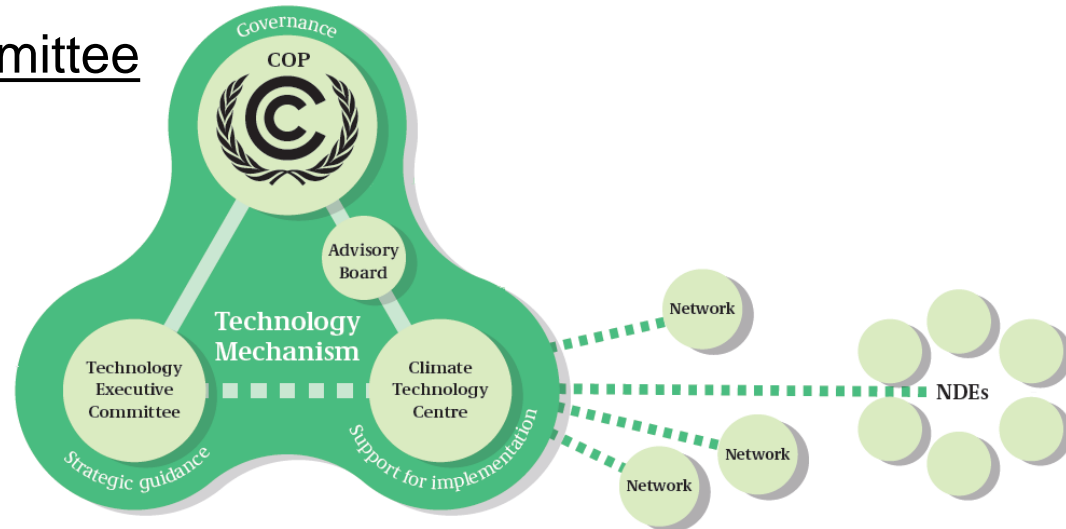 mittee
Governance
COP
Advisory
Board
Technology
Mechanism
Technology
Executive
Committee
Climate
Technology
Centre
Strategic guidance
Support for implementation
Network
NDEs
Network
Network